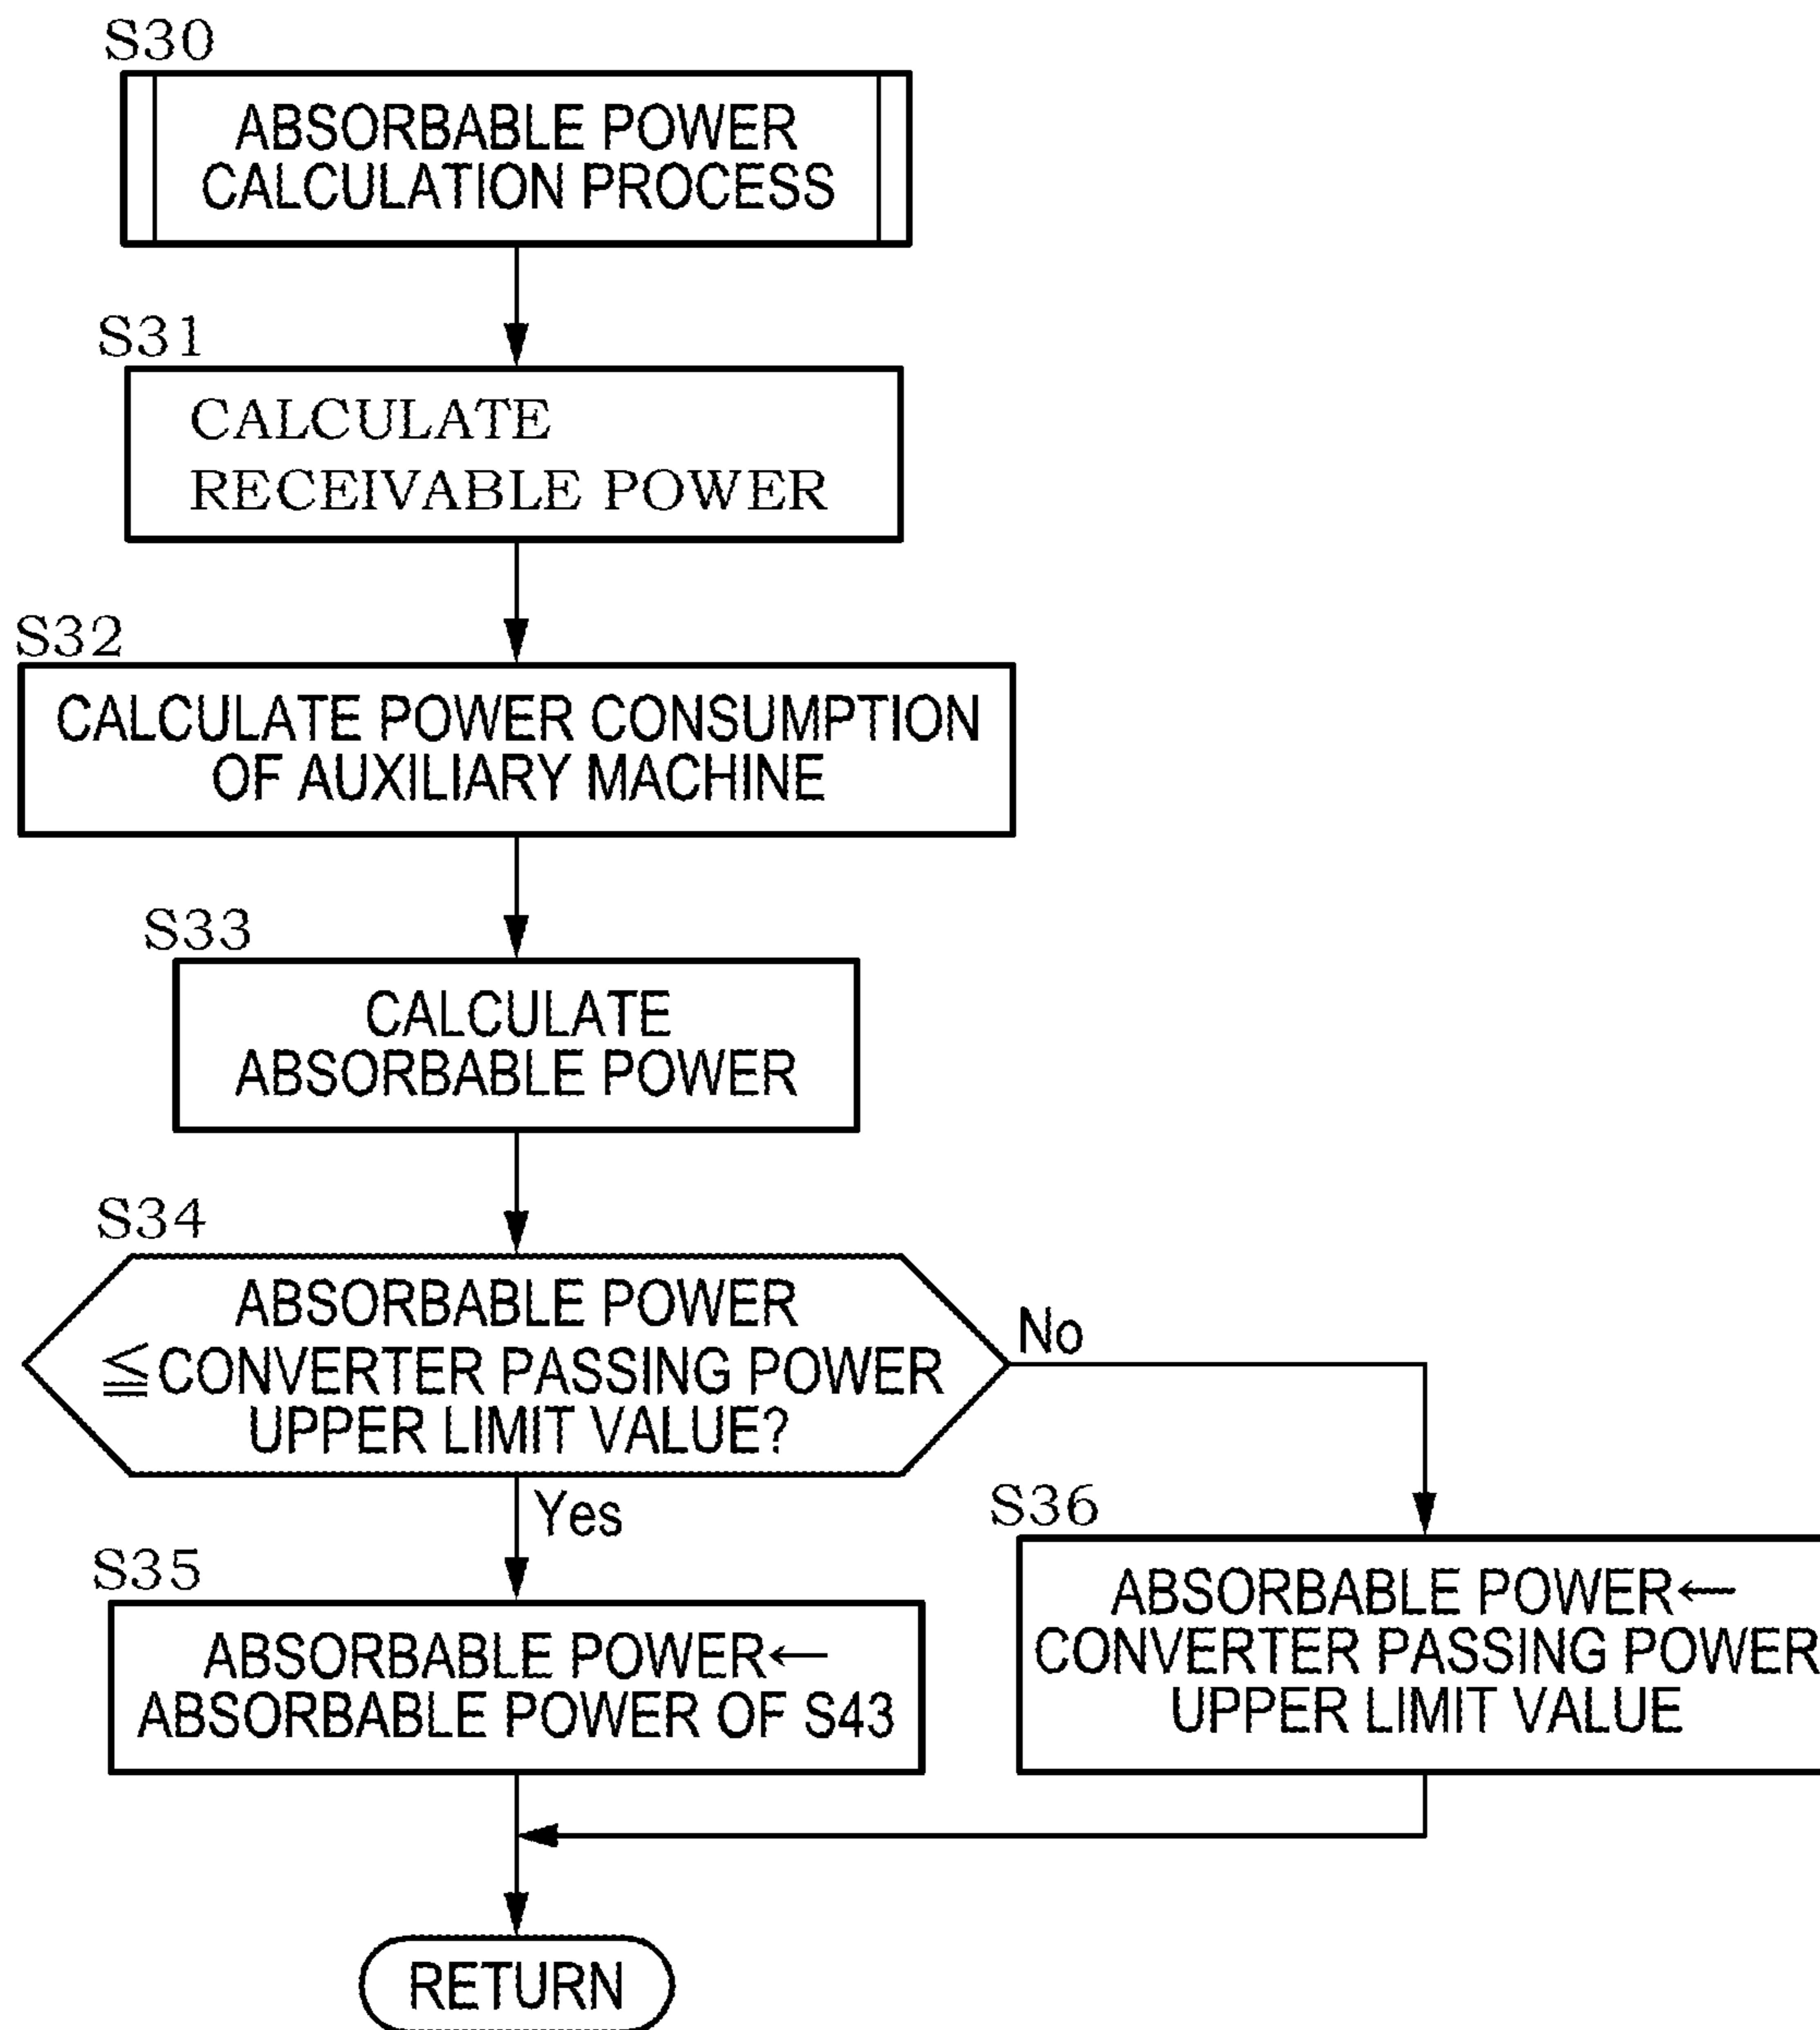 S30
ABSORBABLE POWER
CALCULATION PROCESS
S31
CALCULATE
RECEIVABLE POWER
S32
CALCULATE POWER CONSUMPTION
OF AUXILIARY MACHINE
S33
CALCULATE
ABSORBABLE POWER
S34
ABSORBABLE POWER
≦CONVERTER PASSING POWER
UPPER LIMIT VALUE?
No
Yes
S35
ABSORBABLE POWER←
ABSORBABLE POWER OF S43
S36
ABSORBABLE POWER←
CONVERTER PASSING POWER
UPPER LIMIT VALUE
RETURN